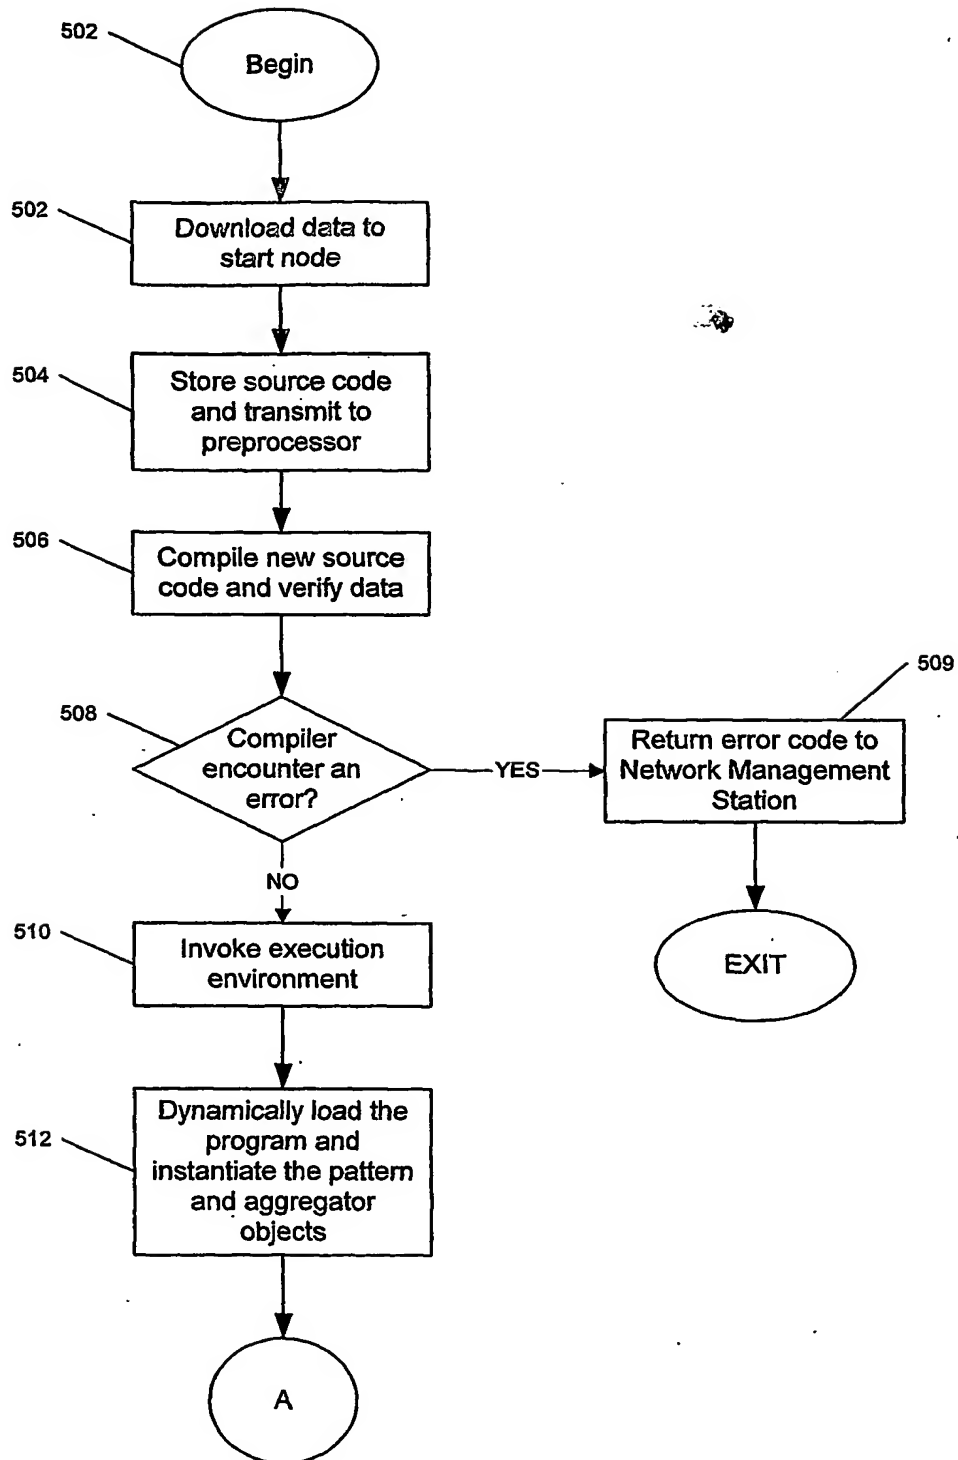 502
Begin
502
Download data to
start node
504
Store source code
and transmit to
preprocessor
506
Compile new source
code and verify data
508
Compiler
encounter an
error?
YES
509
Return error code to
Network Management
Station
EXIT
NO
510
Invoke execution
environment
512
Dynamically load the
program and
instantiate the pattern
and aggregator
objects
A